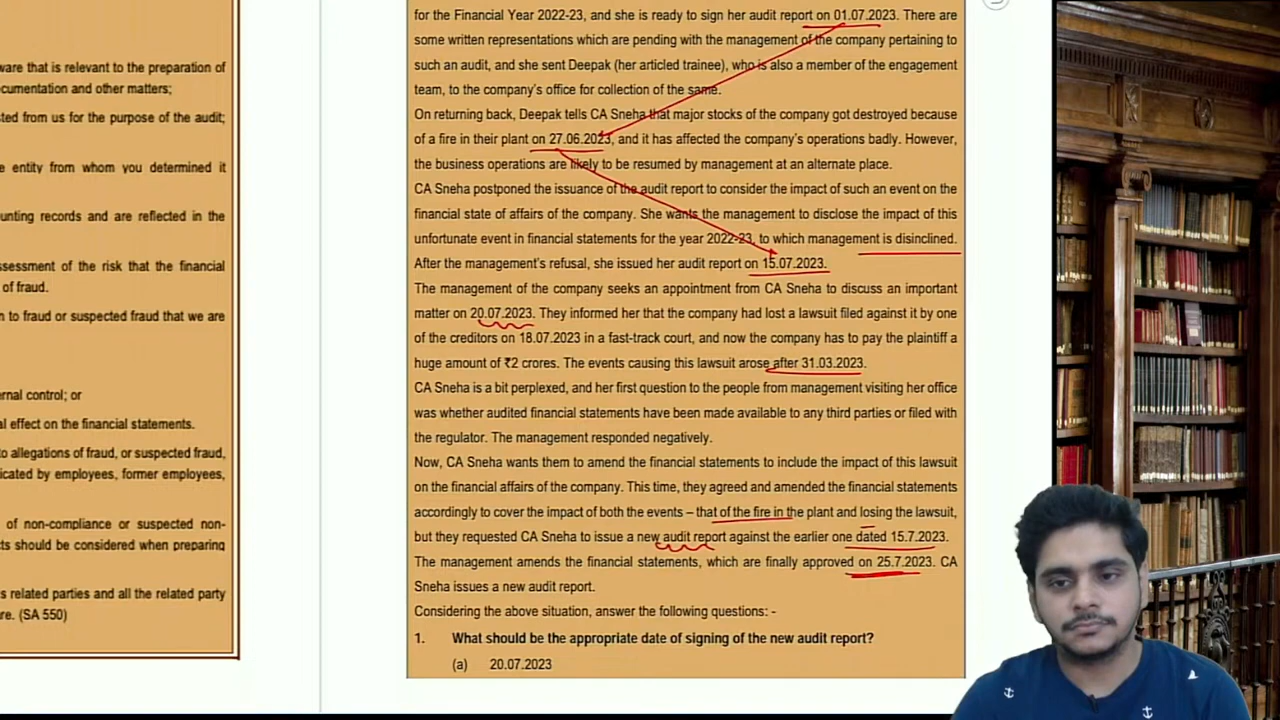 ware that is relevant to the preparation of
cumentation and other matters;
sted from us for the purpose of the audit;
e entity from whom you determined it
unting records and are reflected in the
ssessment of the risk that the financial
of fraud.
n to fraud or suspected fraud that we are
ernal control; or
al effect on the financial statements.
to allegations of fraud, or suspected fraud,
icated by employees, former employees,
of non-compliance or suspected non-
cts should be considered when preparing
s related parties and all the related party
re. (SA 550)
for the Financial Year 2022-23, and she is ready to sign her audit report on 01.07.2023. There are
some written representations which are pending with the management of the company pertaining to
such an audit, and she sent Deepak (her articled trainee), who is also a member of the engagement
team, to the company's office for collection of the same.
On returning back, Deepak tells CA Sneha that major stocks of the company got destroyed because
of a fire in their plant on 27.06.2023, and it has affected the company's operations badly. However,
the business operations are likely to be resumed by management at an alternate place.
CA Sneha postponed the issuance of the audit report to consider the impact of such an event on the
financial state of affairs of the company. She wants the management to disclose the impact of this
unfortunate event in financial statements for the year 2022-23, to which management is disinclined.
After the management's refusal, she issued her audit report on 15.07.2023.
The management of the company seeks an appointment from CA Sneha to discuss an important
matter on 20.07.2023. They informed her that the company had lost a lawsuit filed against it by one
of the creditors on 18.07.2023 in a fast-track court, and now the company has to pay the plaintiff a
huge amount of ₹2 crores. The events causing this lawsuit arose after 31.03.2023.
CA Sneha is a bit perplexed, and her first question to the people from management visiting her office
was whether audited financial statements have been made available to any third parties or filed with
the regulator. The management responded negatively.
Now, CA Sneha wants them to amend the financial statements to include the impact of this lawsuit
on the financial affairs of the company. This time, they agreed and amended the financial statements
accordingly to cover the impact of both the events – that of the fire in the plant and losing the lawsuit,
but they requested CA Sneha to issue a new audit report against the earlier one dated 15.7.2023.
The management amends the financial statements, which are finally approved on 25.7.2023. CA
Sneha issues a new audit report.
Considering the above situation, answer the following questions: -
1. What should be the appropriate date of signing of the new audit report?
(a) 20.07.2023